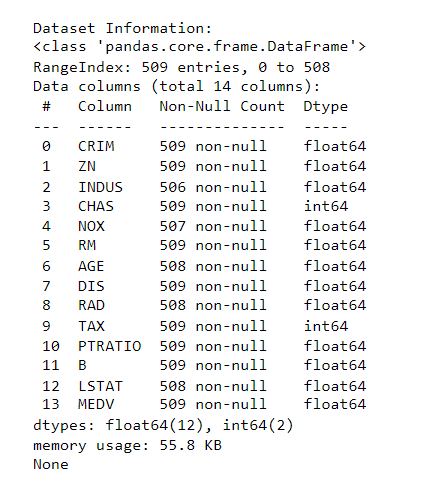 Dataset Information:
<class 'pandas.core.frame.DataFrame'>
RangeIndex: 509 entries, 0 to 508
Data columns (total 14 columns):
 #   Column   Non-Null Count  Dtype
---  ------   --------------  -----
 0   CRIM     509 non-null    float64
 1   ZN       509 non-null    float64
 2   INDUS    506 non-null    float64
 3   CHAS     509 non-null    int64
 4   NOX      507 non-null    float64
 5   RM       509 non-null    float64
 6   AGE      508 non-null    float64
 7   DIS      509 non-null    float64
 8   RAD      508 non-null    float64
 9   TAX      509 non-null    int64
 10  PTRATIO  509 non-null    float64
 11  B        509 non-null    float64
 12  LSTAT    508 non-null    float64
 13  MEDV     509 non-null    float64
dtypes: float64(12), int64(2)
memory usage: 55.8 KB
None